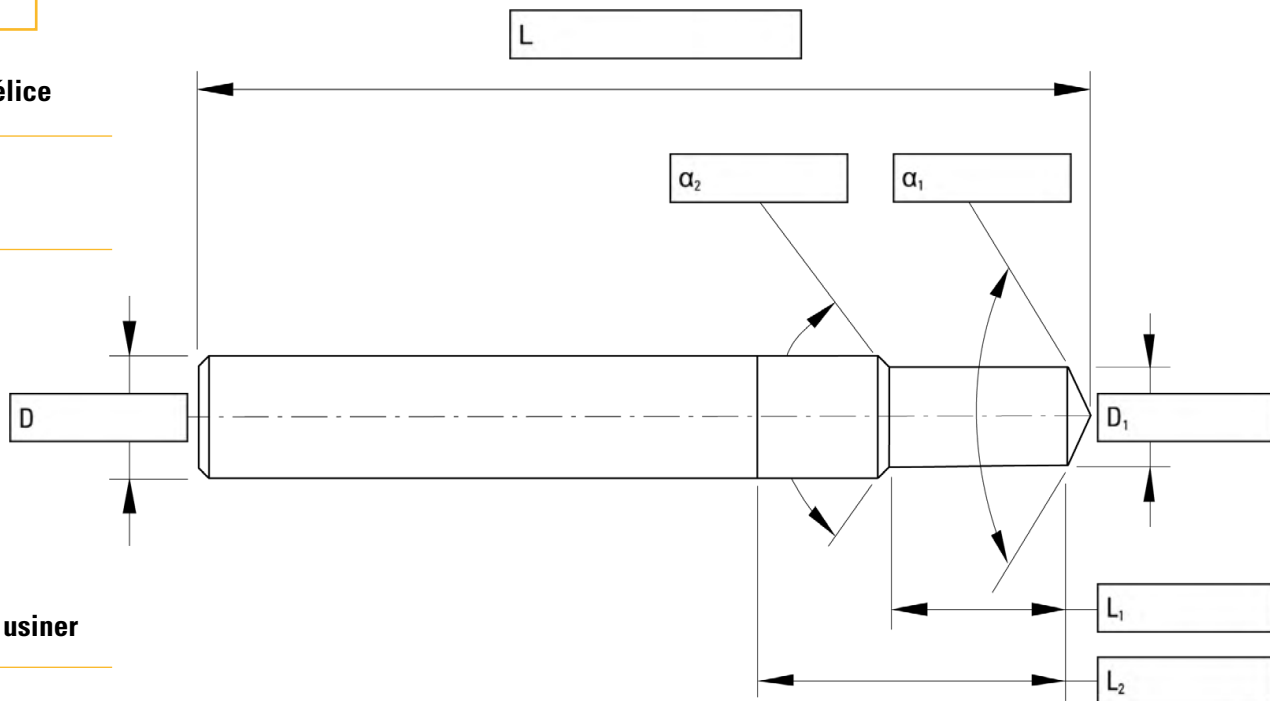 L
élice
α₂
α₁
D
D₁
usiner
L₁
L₂